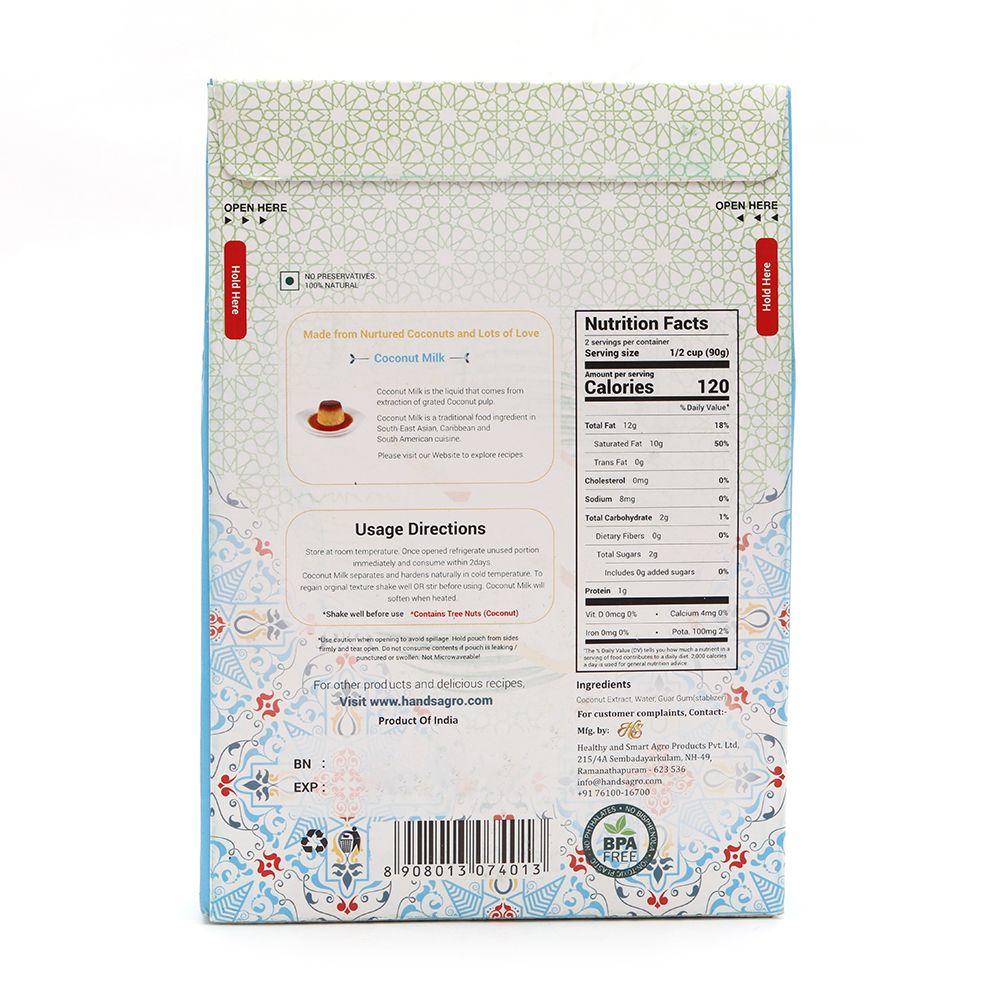 OPEN HERE
OPEN HERE
Hold Here
Hold Here
NO PRESERVATIVES.
100% NATURAL
Made from Nurtured Coconuts and Lots of Love
Coconut Milk
Coconut Milk is the liquid that comes from
extraction of grated Coconut pulp.
Coconut Milk is a traditional food ingredient in
South-East Asian, Caribbean and
South American cuisine.
Please visit our Website to explore recipes.
Usage Directions
Store at room temperature. Once opened refrigerate unused portion
immediately and consume within 2days
Coconut Milk separates and hardens naturally in cold temperature. To
regain orginal texture shake well OR stir before using. Coconut Milk will
soften when heated.
*Shake well before use *Contains Tree Nuts (Coconut)
*Use caution when opening to avoid spillage. Hold pouch from sides
firmly and tear open. Do not consume contents if pouch is leaking /
punctured or swollen. Not Microwaveable!
For other products and delicious recipes,
Visit www.handsagro.com
Product Of India
BN :
EXP :
8 908013 074013
Nutrition Facts
2 servings per container
Serving size 1/2 cup (90g)
Amount per serving
Calories 120
% Daily Value*
Total Fat 12g 18%
Saturated Fat 10g 50%
Trans Fat 0g
Cholesterol 0mg 0%
Sodium 8mg 0%
Total Carbohydrate 2g 1%
Dietary Fibers 0g 0%
Total Sugars 2g
Includes 0g added sugars 0%
Protein 1g
Vit. D 0mcg 0% • Calcium 4mg 0%
Iron 0mg 0% • Pota. 100mg 2%
*The % Daily Value (DV) tells you how much a nutrient in a
serving of food contributes to a daily diet. 2,000 calories
a day is used for general nutrition advice.
Ingredients
Coconut Extract, Water, Guar Gum(stablizer)
For customer complaints, Contact:-
Mfg. by: HS
Healthy and Smart Agro Products Pvt. Ltd,
215/4A Sembadayarkulam, NH-49,
Ramanathapuram - 623 536
info@handsagro.com
+91 76100-16700
NO PHTHALATES • NO BISPHENOL A • NON-TOXIC PLASTIC
BPA
FREE